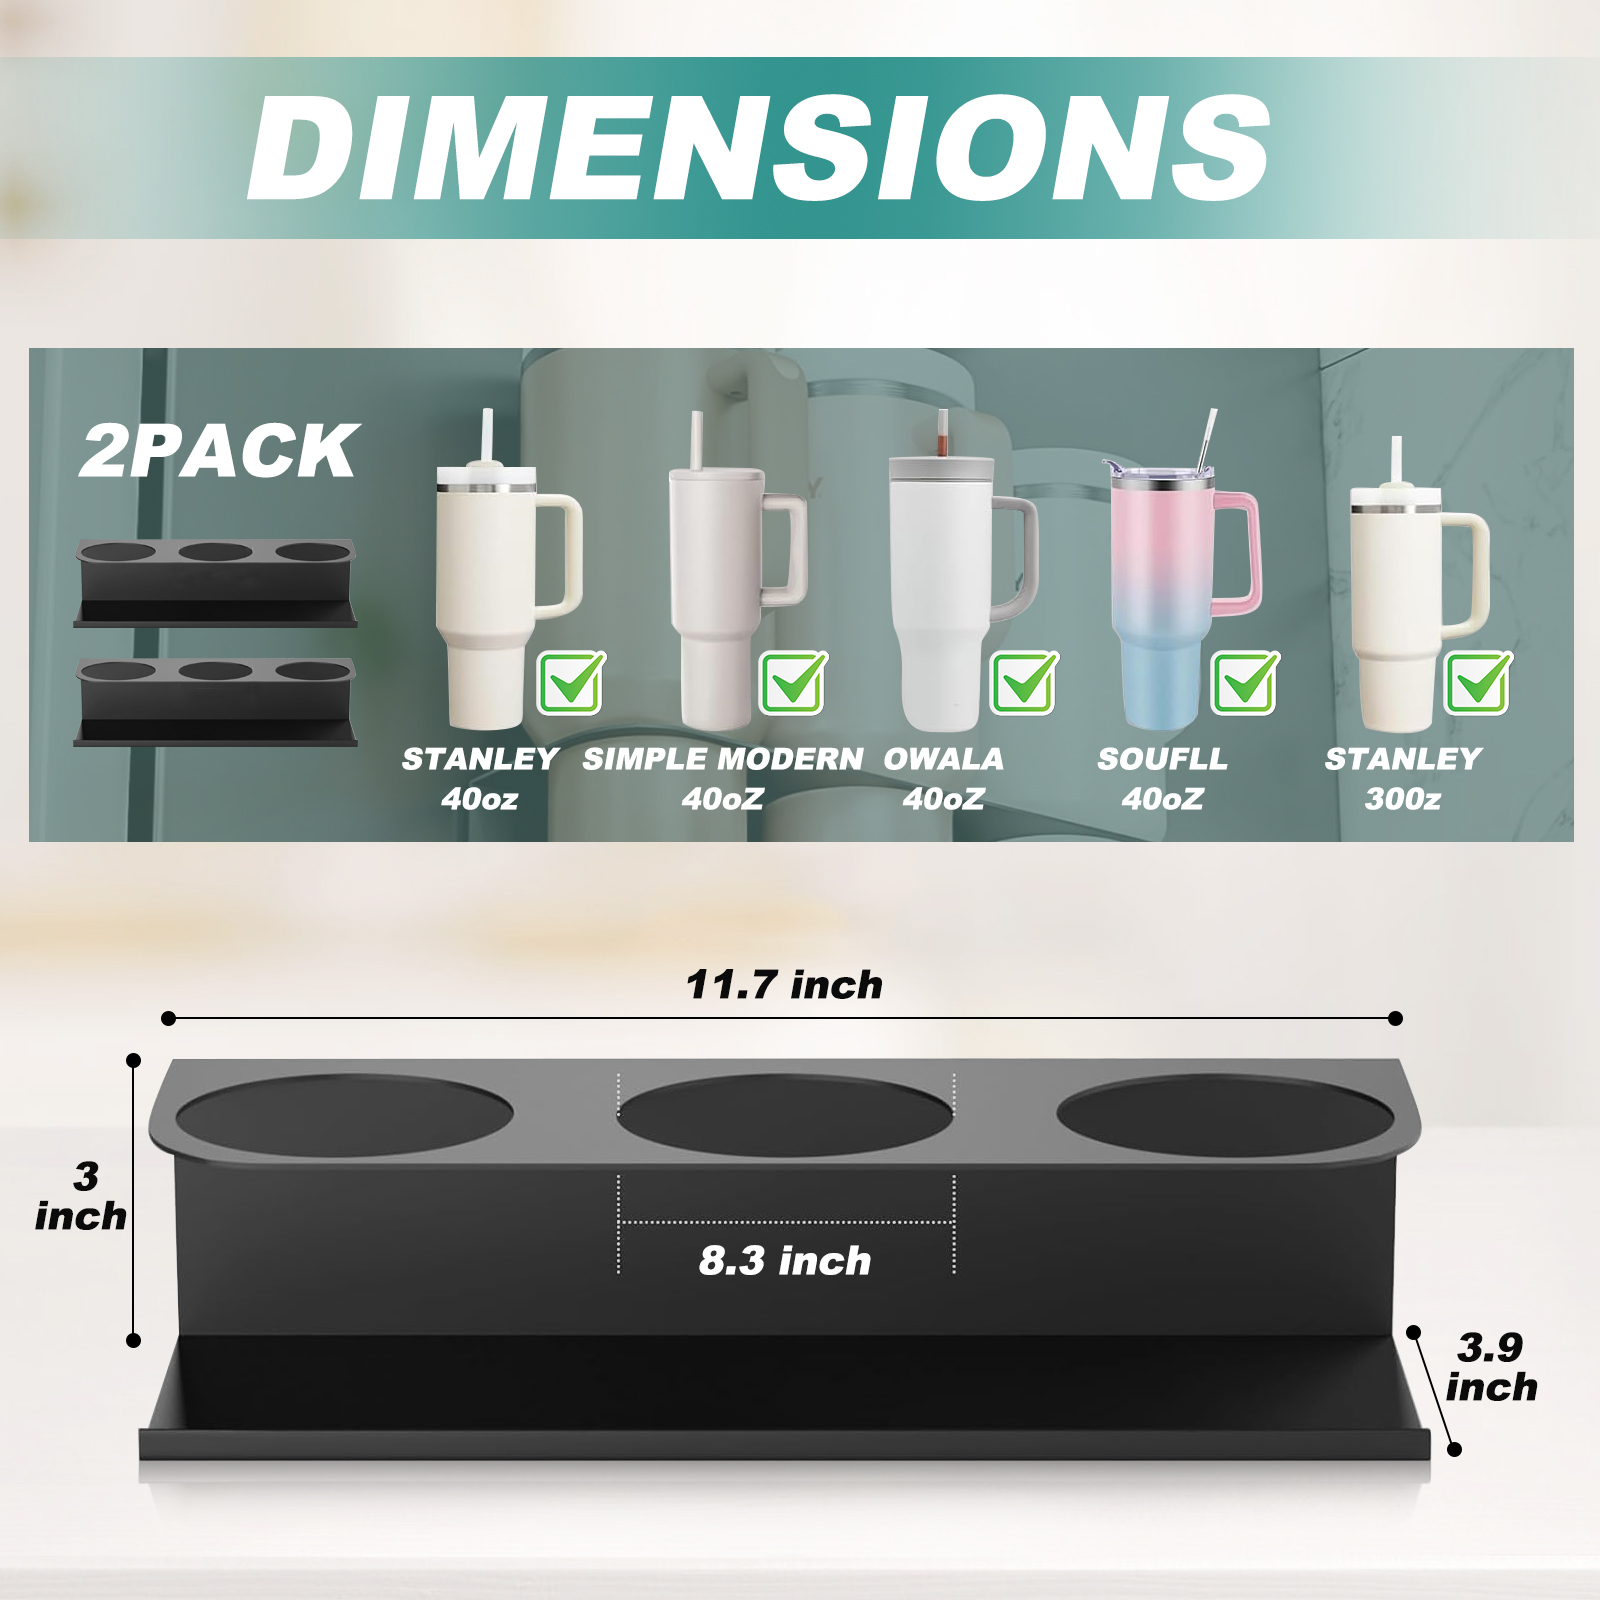 DIMENSIONS
2PACK
STANLEY
40oz
SIMPLE MODERN
40oZ
OWALA
40oZ
SOUFLL
40oZ
STANLEY
300z
11.7 inch
3
inch
8.3 inch
3.9
inch